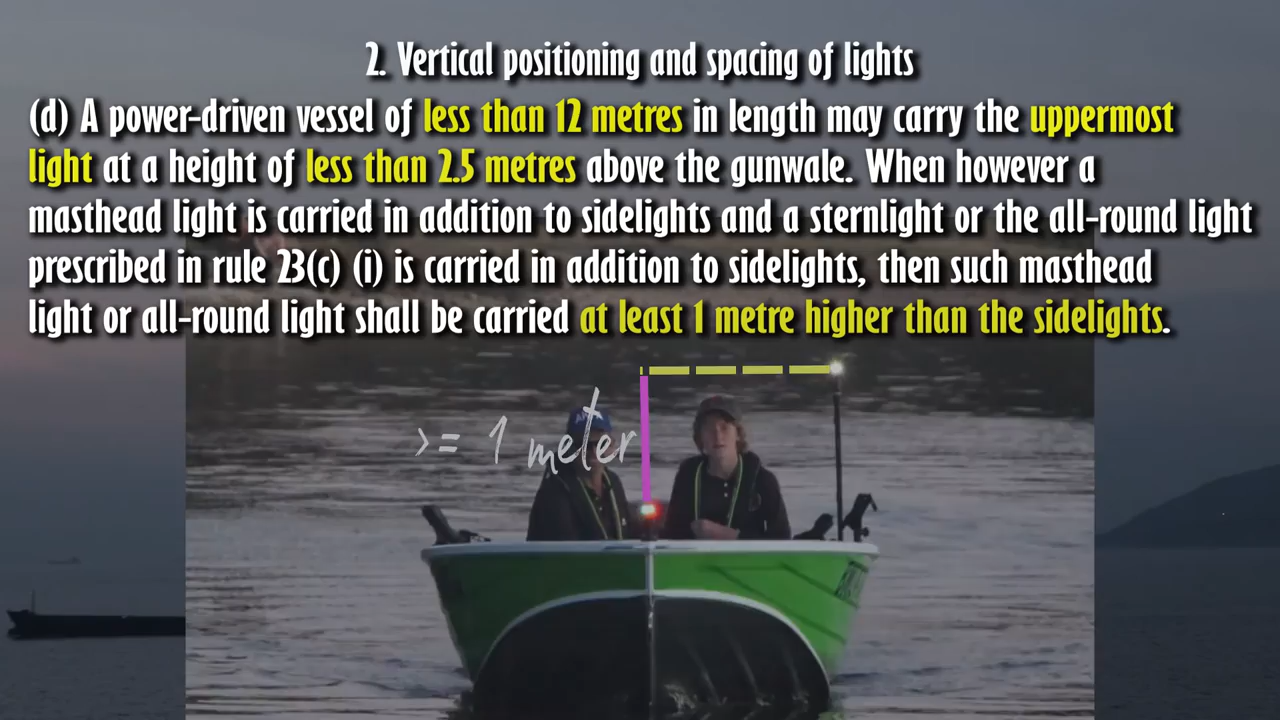 2. Vertical positioning and spacing of lights
(d) A power-driven vessel of less than 12 metres in length may carry the uppermost
light at a height of less than 2.5 metres above the gunwale. When however a
masthead light is carried in addition to sidelights and a sternlight or the all-round light
prescribed in rule 23(c) (i) is carried in addition to sidelights, then such masthead
light or all-round light shall be carried at least 1 metre higher than the sidelights.
>= 1 meter